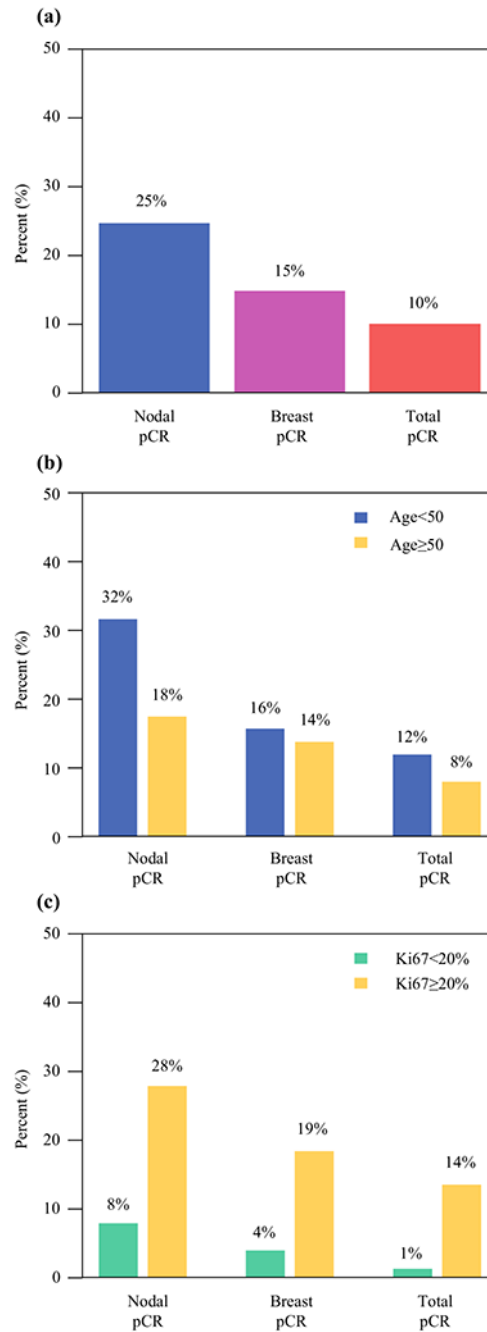 (a)
50
40
30
20
10
0
Percent (%)
25%
15%
10%
Nodal
pCR
Breast
pCR
Total
pCR
(b)
50
40
30
20
10
0
Percent (%)
Age<50
Age≥50
32%
18%
16%
14%
12%
8%
Nodal
pCR
Breast
pCR
Total
pCR
(c)
50
40
30
20
10
0
Percent (%)
Ki67<20%
Ki67≥20%
8%
28%
4%
19%
1%
14%
Nodal
pCR
Breast
pCR
Total
pCR